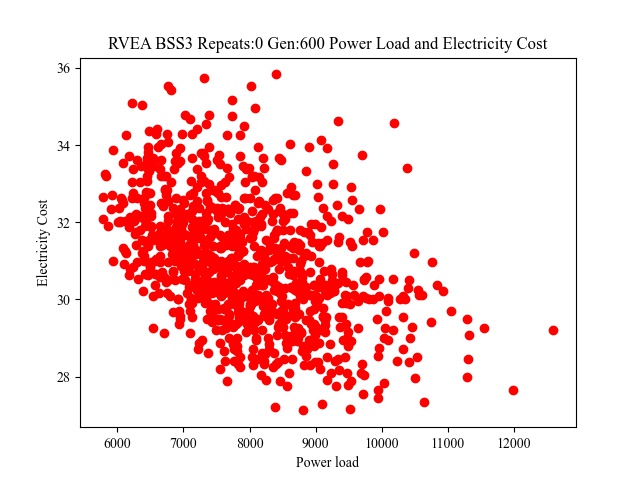 RVEA BSS3 Repeats:0 Gen:600 Power Load and Electricity Cost
36
34
32
30
28
Electricity Cost
6000 7000 8000 9000 10000 11000 12000
Power load